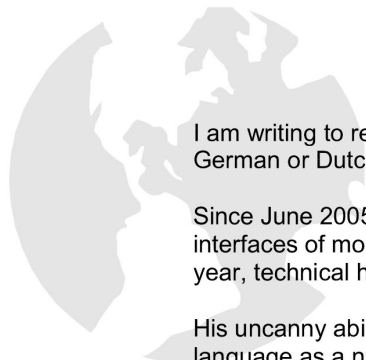 I am writing to re
German or Dutc
Since June 2005
interfaces of mo
year, technical h
His uncanny abi
language as a n